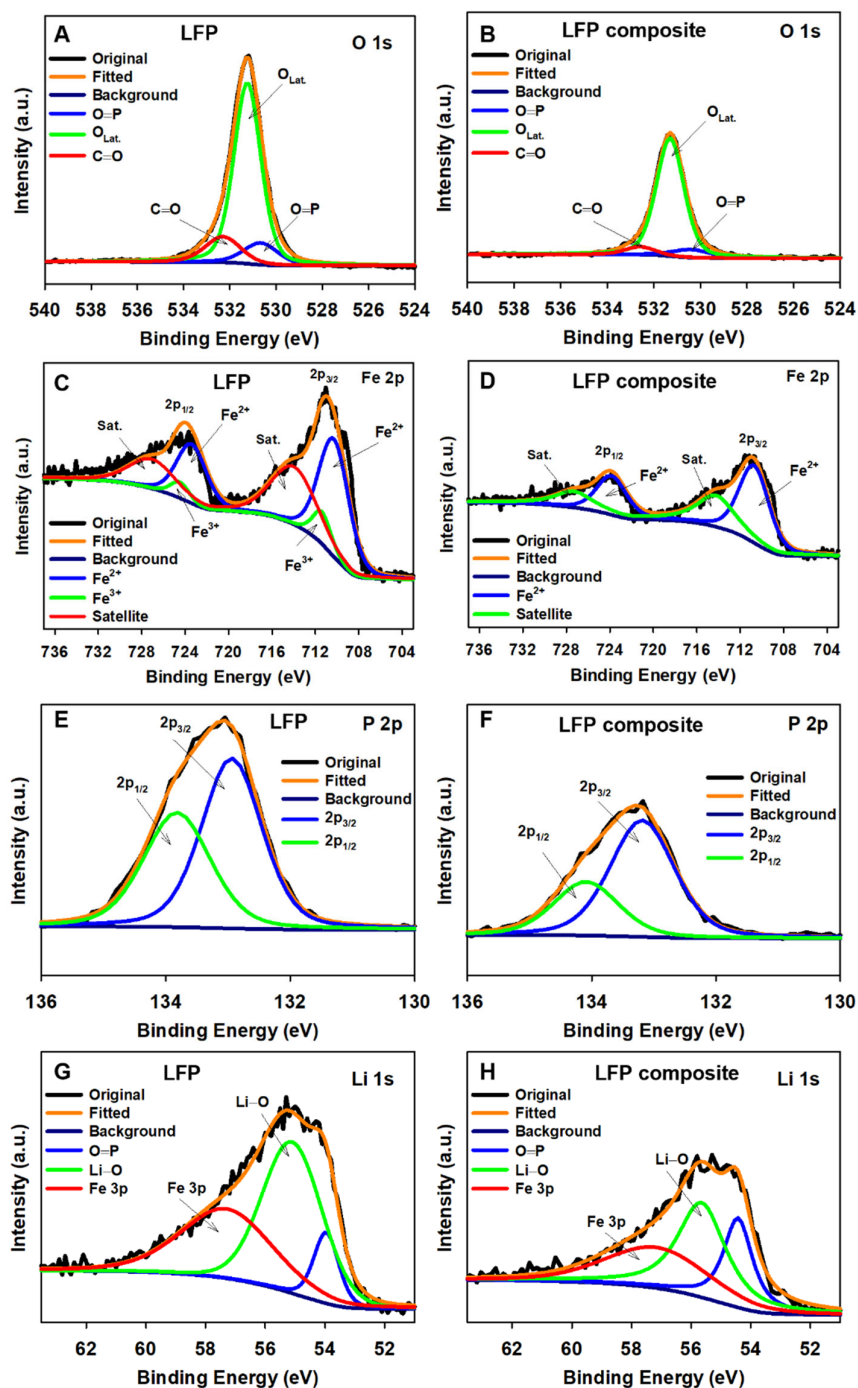 A
LFP
O 1s
Original
Fitted
Background
O=P
O_Lat.
C=O
O_Lat.
C=O
O=P
Intensity (a.u.)
540 538 536 534 532 530 528 526 524
Binding Energy (eV)
B
LFP composite
O 1s
Original
Fitted
Background
O=P
O_Lat.
C=O
O_Lat.
C=O
O=P
Intensity (a.u.)
540 538 536 534 532 530 528 526 524
Binding Energy (eV)
C
LFP
Fe 2p
2p1/2
2p3/2
Fe2+
Sat.
Sat.
Fe2+
Fe3+
Fe3+
Original
Fitted
Background
Fe2+
Fe3+
Satellite
Intensity (a.u.)
736 732 728 724 720 716 712 708 704
Binding Energy (eV)
D
LFP composite
Fe 2p
2p1/2
2p3/2
Sat.
Fe2+
Sat.
Fe2+
Original
Fitted
Background
Fe2+
Satellite
Intensity (a.u.)
736 732 728 724 720 716 712 708 704
Binding Energy (eV)
E
LFP
P 2p
2p3/2
2p1/2
Original
Fitted
Background
2p3/2
2p1/2
Intensity (a.u.)
136 134 132 130
Binding Energy (eV)
F
LFP composite
P 2p
2p3/2
2p1/2
Original
Fitted
Background
2p3/2
2p1/2
Intensity (a.u.)
136 134 132 130
Binding Energy (eV)
G
LFP
Li 1s
Original
Fitted
Background
O=P
Li–O
Fe 3p
Li–O
Fe 3p
Intensity (a.u.)
62 60 58 56 54 52
Binding Energy (eV)
H
LFP composite
Li 1s
Original
Fitted
Background
O=P
Li–O
Fe 3p
Li–O
Fe 3p
Intensity (a.u.)
62 60 58 56 54 52
Binding Energy (eV)